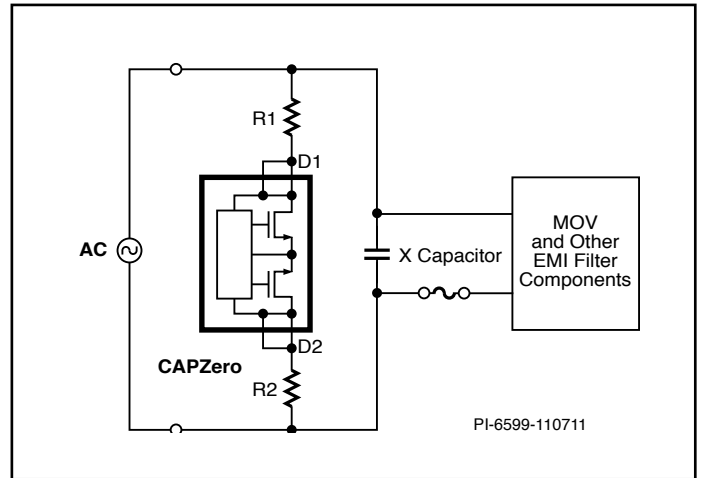 R1
D1
AC
X Capacitor
MOV
and Other
EMI Filter
Components
D2
CAPZero
R2
PI-6599-110711